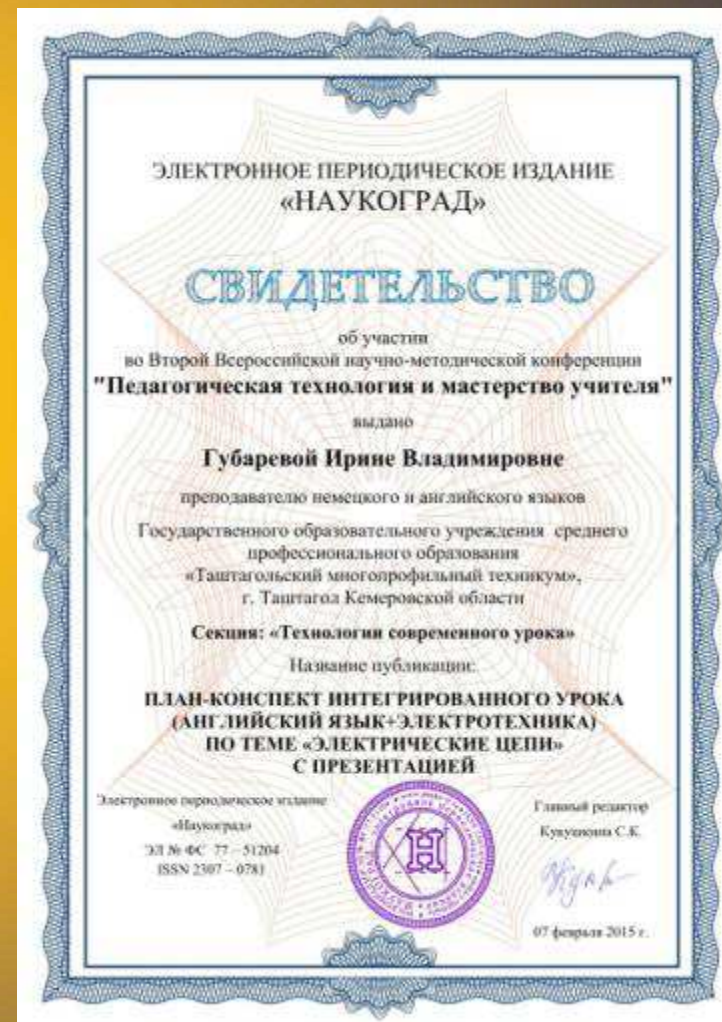 ЭЛЕКТРОННОЕ ПЕРИОДИЧЕСКОЕ ИЗДАНИЕ
«НАУКОГРАД»
СВИДЕТЕЛЬСТВО
об участии
во Второй Всероссийской научно-методической конференции
"Педагогическая технология и мастерство учителя"
выдано
Губаревой Ирине Владимировне
преподавателю немецкого и английского языков
Государственного образовательного учреждения среднего
профессионального образования
«Таштагольский многопрофильный техникум»,
г. Таштагол Кемеровской области
Секция: «Технологии современного урока»
Название публикации:
ПЛАН-КОНСПЕКТ ИНТЕГРИРОВАННОГО УРОКА
(АНГЛИЙСКИЙ ЯЗЫК+ЭЛЕКТРОТЕХНИКА)
ПО ТЕМЕ «ЭЛЕКТРИЧЕСКИЕ ЦЕПИ»
С ПРЕЗЕНТАЦИЕЙ
Электронное периодическое издание
«Наукоград»
ЭЛ № ФС 77 – 51204
ISSN 2307 – 0781
Н
Главный редактор
С.К.
07 февраля 2015 г.